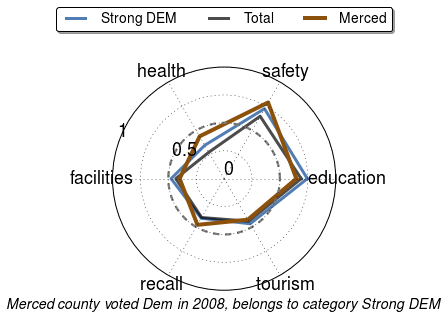 Strong DEM Total Merced
health safety
1
0.5
0
facilities education
recall tourism
Merced county voted Dem in 2008, belongs to category Strong DEM